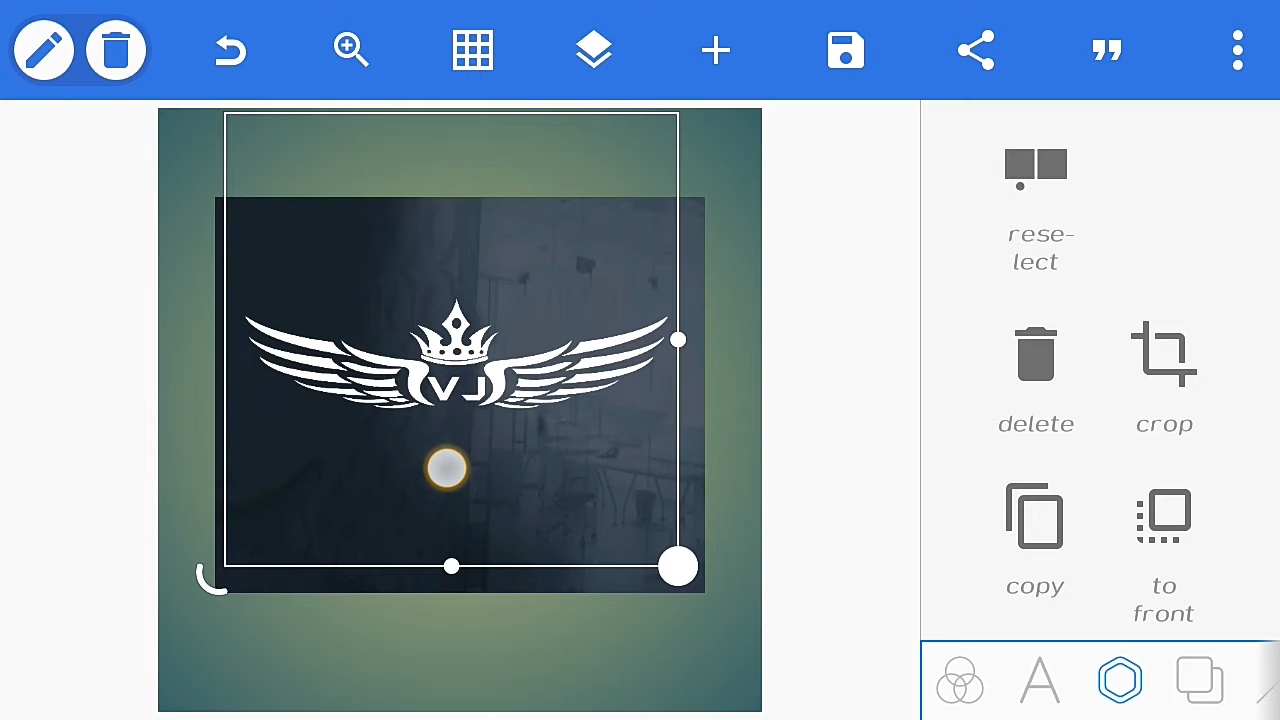 VJ
rese-
lect
delete
crop
copy
to
front